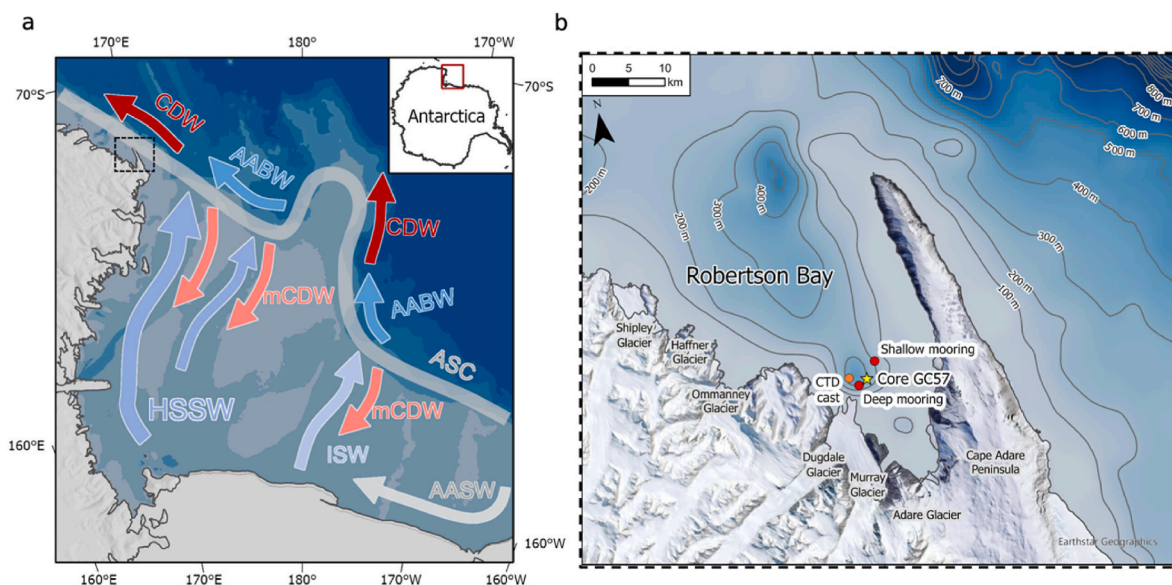 a
170°E
180°
170°W
70°S
70°S
Antarctica
CDW
AABW
CDW
mCDW
AABW
ASC
HSSW
mCDW
ISW
AASW
160°E
160°W
160°E
170°E
180°
170°W
160°W
b
0 5 10
km
N
200 m
700 m
800 m
700 m
600 m
500 m
400 m
400 m
300 m
200 m
300 m
200 m
100 m
Robertson Bay
Shipley
Glacier
Haffner
Glacier
Ommanney
Glacier
Shallow mooring
CTD
cast
Core GC57
Deep mooring
Dugdale
Glacier
Murray
Glacier
Adare Glacier
Cape Adare
Peninsula
Earthstar Geographics